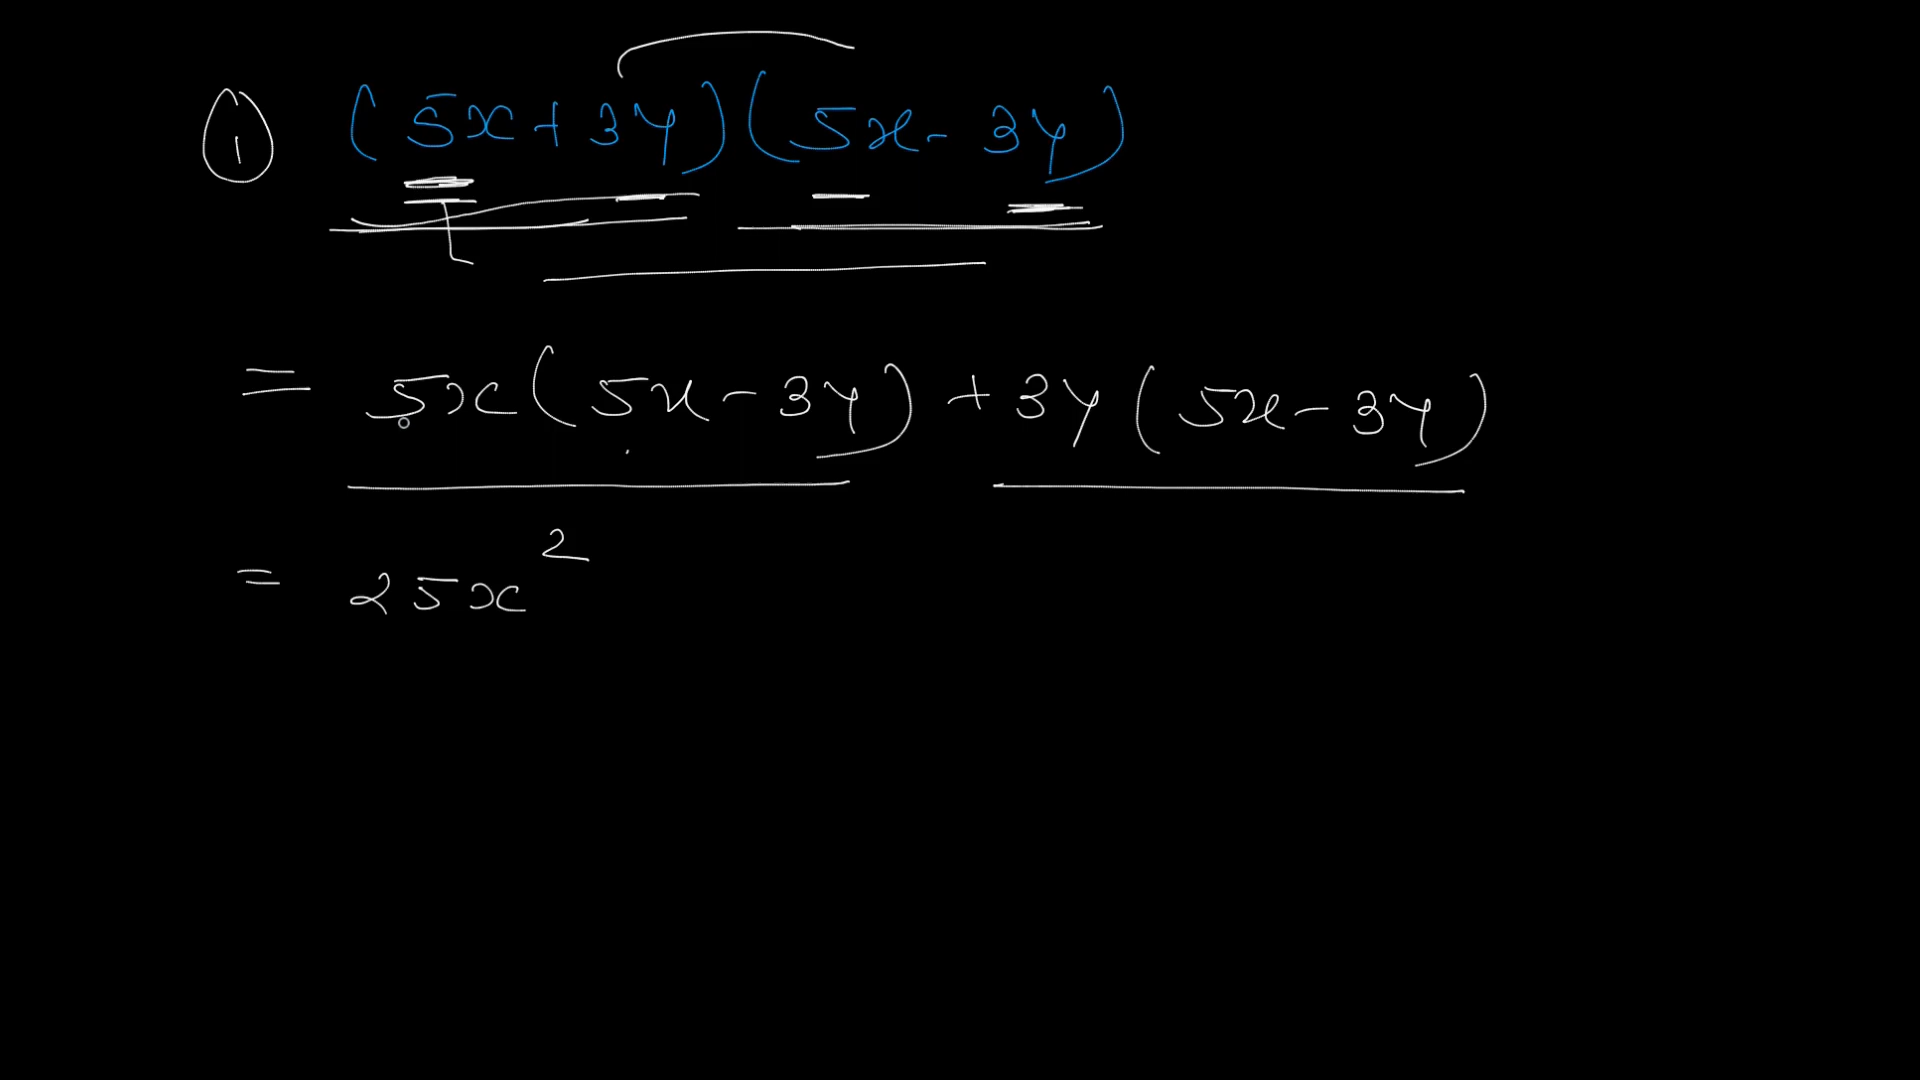 ① (5x+3y)(5x-3y)
= 5x(5x-3y)+3y(5x-3y)
= 25x²